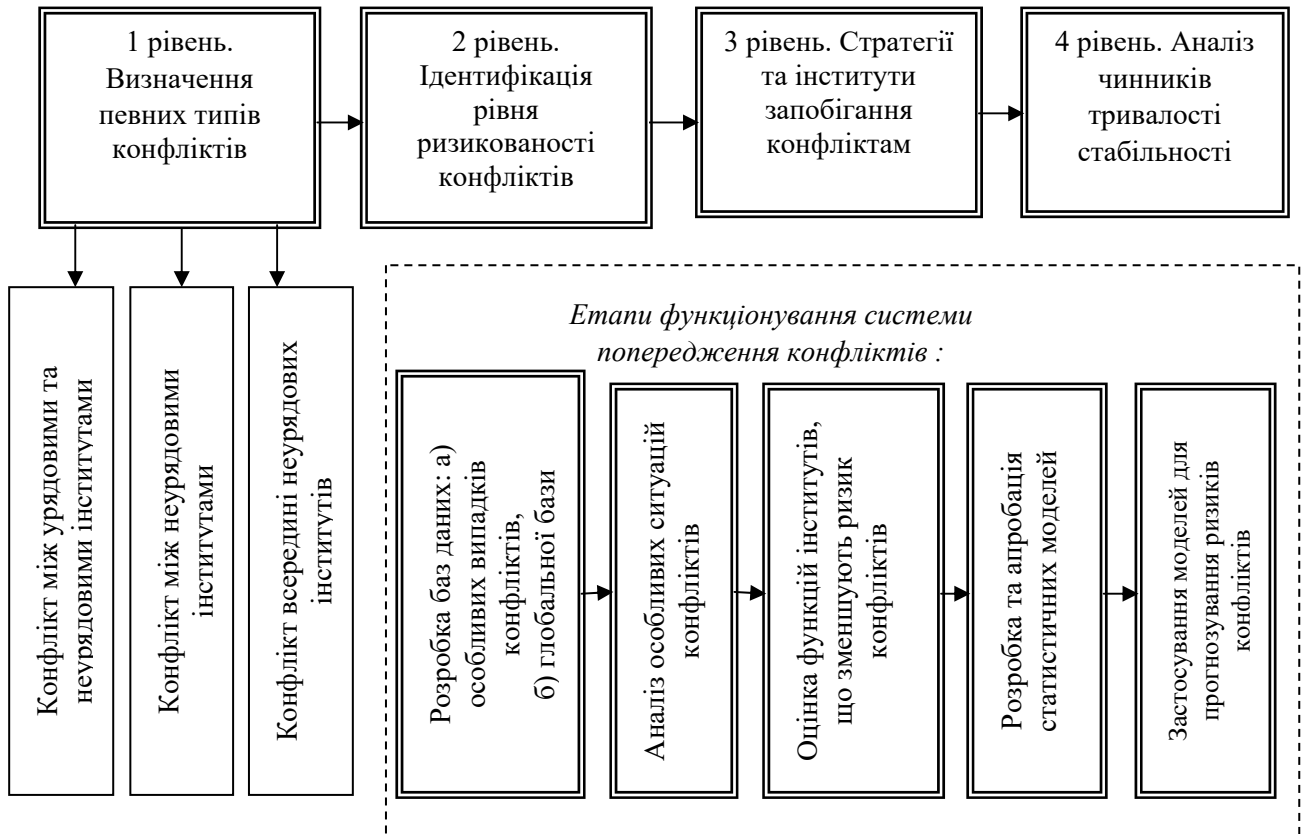 1 рівень.
Визначення
певних типів
конфліктів
2 рівень.
Ідентифікація
рівня
ризикованості
конфліктів
3 рівень. Стратегії
та інститути
запобігання
конфліктам
4 рівень. Аналіз
чинників
тривалості
стабільності
Конфлікт між урядовими та
неурядовими інститутами
Конфлікт між неурядовими
інститутами
Конфлікт всередині неурядових
інститутів
Етапи функціонування системи
попередження конфліктів :
Розробка баз даних: а)
особливих випадків
конфліктів,
б) глобальної бази
Аналіз особливих ситуацій
конфліктів
Оцінка функцій інститутів,
що зменшують ризик
конфліктів
Розробка та апробація
статистичних моделей
Застосування моделей для
прогнозування ризиків
конфліктів